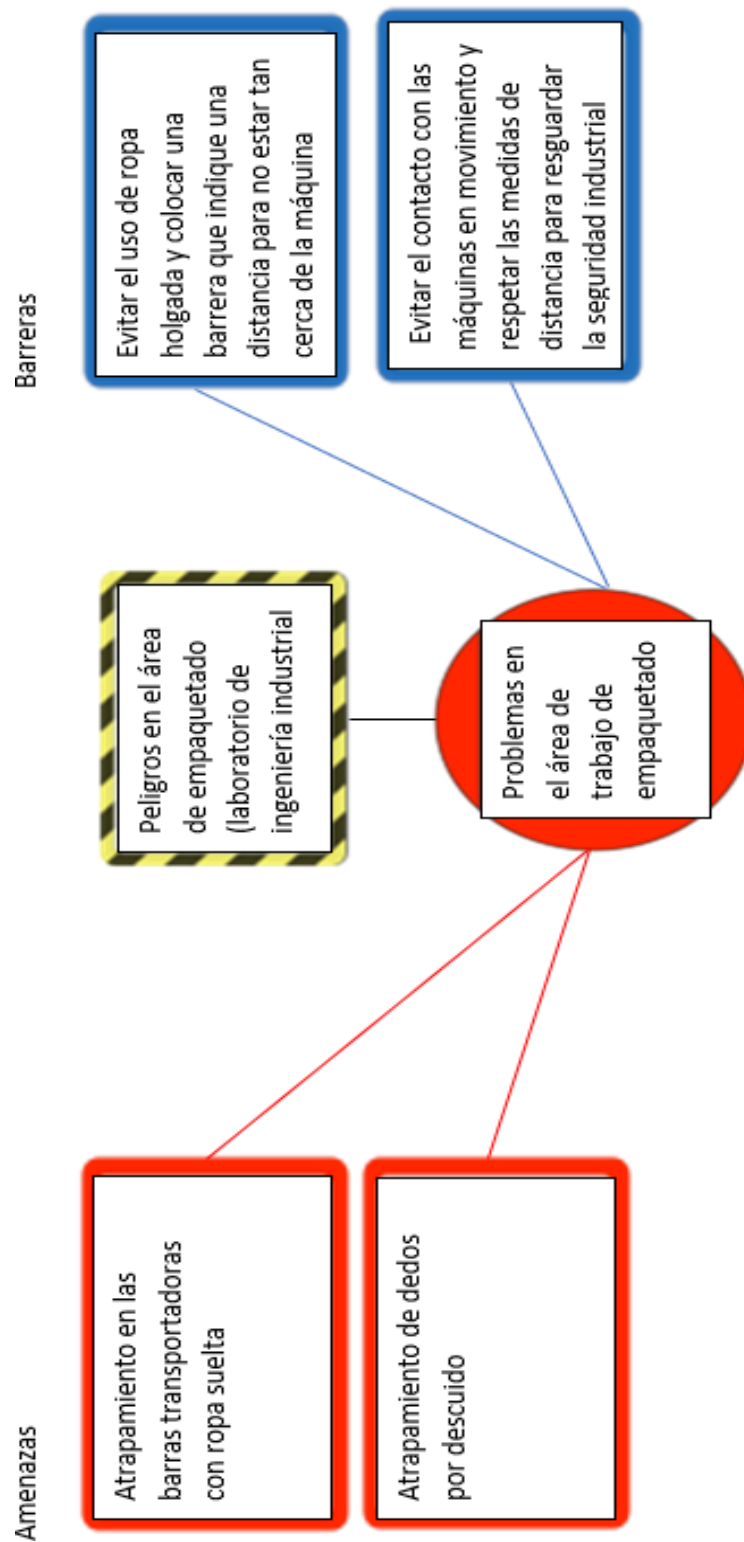 Amenazas
Barreras
Atrapamiento en las
barras transportadoras
con ropa suelta
Atrapamiento de dedos
por descuido
Peligros en el área
de empaquetado
(laboratorio de
ingeniería industrial
Problemas en
el área de
trabajo de
empaquetado
Evitar el uso de ropa
holgada y colocar una
barrera que indique una
distancia para no estar tan
cerca de la máquina
Evitar el contacto con las
máquinas en movimiento y
respetar las medidas de
distancia para resguardar
la seguridad industrial